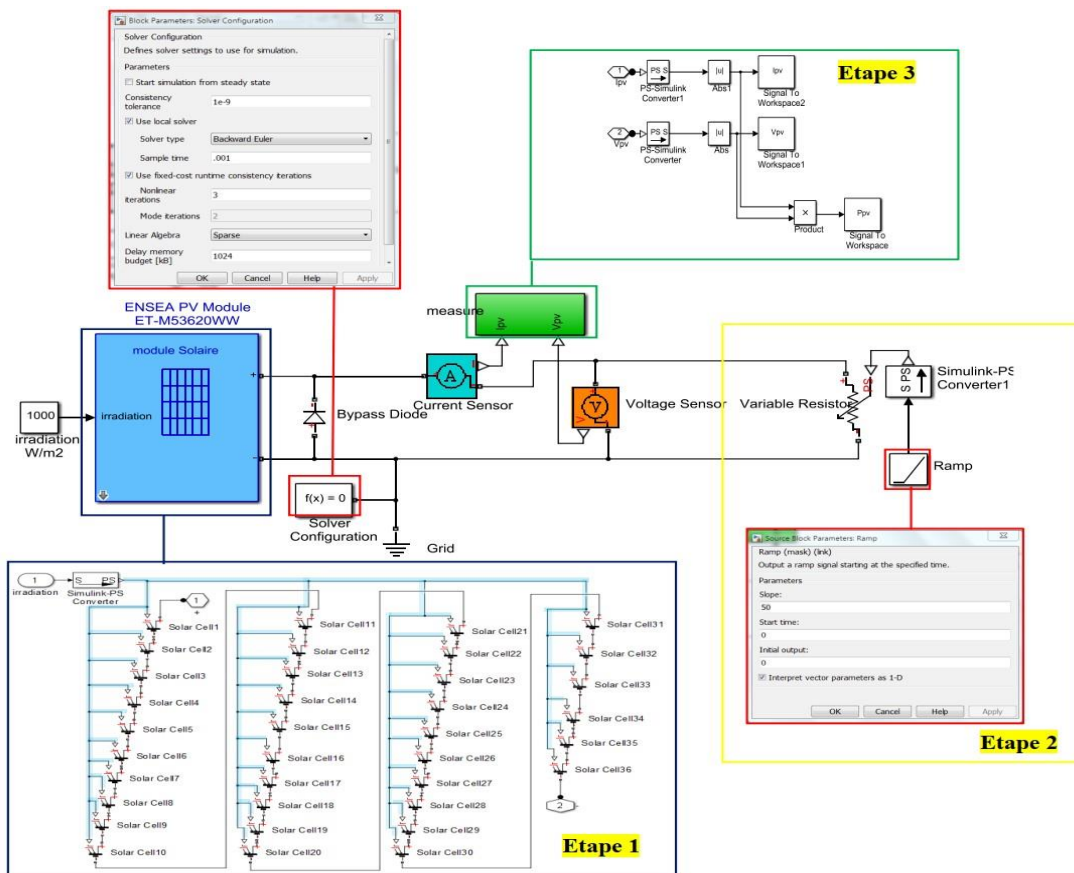 Block Parameters: Solver Configuration
Solver Configuration
Defines solver settings to use for simulation.
Parameters
Start simulation from steady state
Consistency
tolerance
1e-9
Use local solver
Solver type
Backward Euler
Sample time
.001
Use fixed-cost runtime consistency iterations
Nonlinear
iterations
3
Mode iterations
2
Linear Algebra
Sparse
Delay memory
budget [kB]
1024
OK Cancel Help Apply
Etape 3
1
Ipv
PS S
PS-Simulink
Converter1
|u|
Abs1
Ipv
Signal To
Workspace2
2
Vpv
PS S
PS-Simulink
Converter
|u|
Abs
Vpv
Signal To
Workspace1
×
Product
Ppv
Signal To
Workspace
ENSEA PV Module
ET-M53620WW
module Solaire
irradiation
+
-
1000
irradiation
W/m2
Bypass Diode
measure
Ipv
Vpv
A
I
Current Sensor
V
V
Voltage Sensor
Variable Resistor
PS
S PS
Simulink-PS
Converter1
Ramp
f(x) = 0
Solver
Configuration
Grid
Source Block Parameters: Ramp
Ramp (mask) (link)
Output a ramp signal starting at the specified time.
Parameters
Slope:
50
Start time:
0
Initial output:
0
Interpret vector parameters as 1-D
OK Cancel Help Apply
Etape 2
1
irradiation
S PS
Simulink-PS
Converter
1
+
Solar Cell1
Solar Cell2
Solar Cell3
Solar Cell4
Solar Cell5
Solar Cell6
Solar Cell7
Solar Cell8
Solar Cell9
Solar Cell10
Solar Cell11
Solar Cell12
Solar Cell13
Solar Cell14
Solar Cell15
Solar Cell16
Solar Cell17
Solar Cell18
Solar Cell19
Solar Cell20
Solar Cell21
Solar Cell22
Solar Cell23
Solar Cell24
Solar Cell25
Solar Cell26
Solar Cell27
Solar Cell28
Solar Cell29
Solar Cell30
Solar Cell31
Solar Cell32
Solar Cell33
Solar Cell34
Solar Cell35
Solar Cell36
2
-
Etape 1